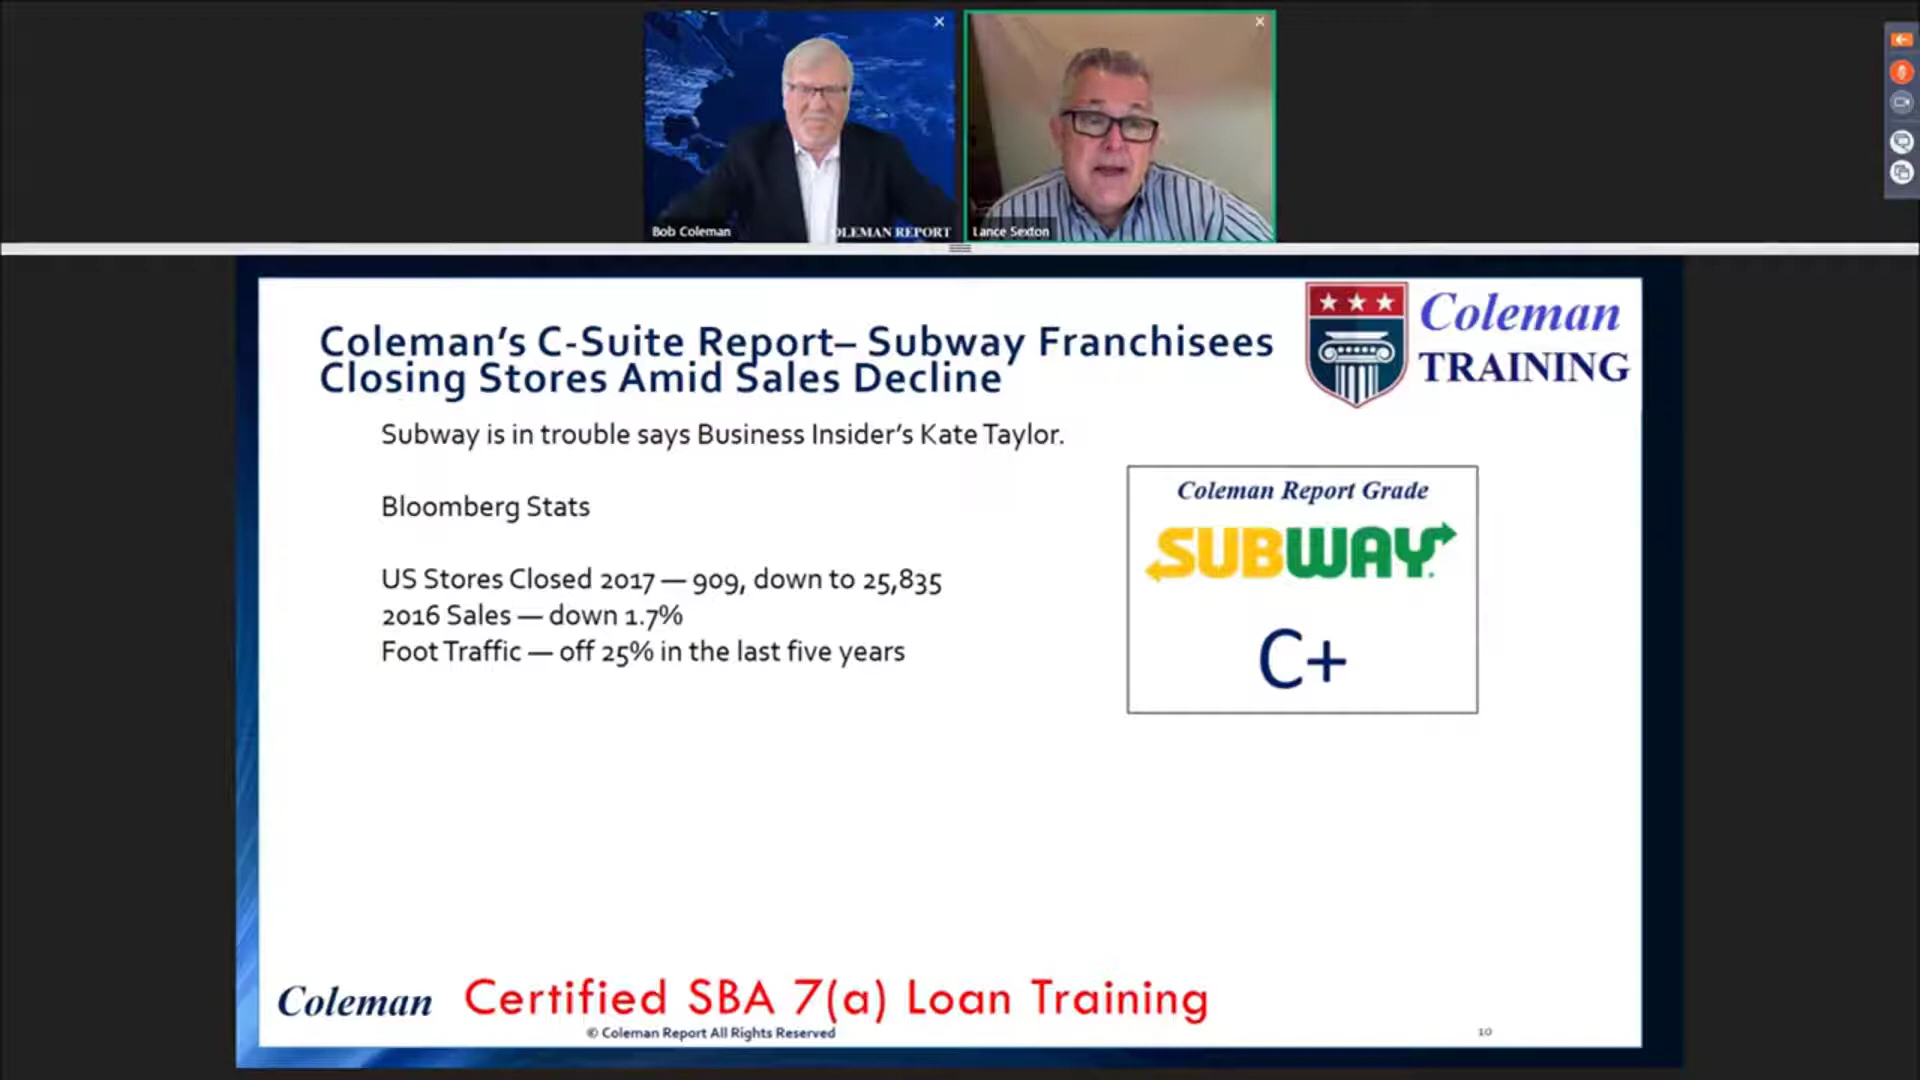 Bob Coleman
OLEMAN REPORT
Lance Sexton
Coleman's C-Suite Report– Subway Franchisees
Closing Stores Amid Sales Decline
Coleman
TRAINING
Subway is in trouble says Business Insider's Kate Taylor.
Bloomberg Stats
US Stores Closed 2017 — 909, down to 25,835
2016 Sales — down 1.7%
Foot Traffic — off 25% in the last five years
Coleman Report Grade
SUBWAY
C+
Coleman
Certified SBA 7(a) Loan Training
© Coleman Report All Rights Reserved
10